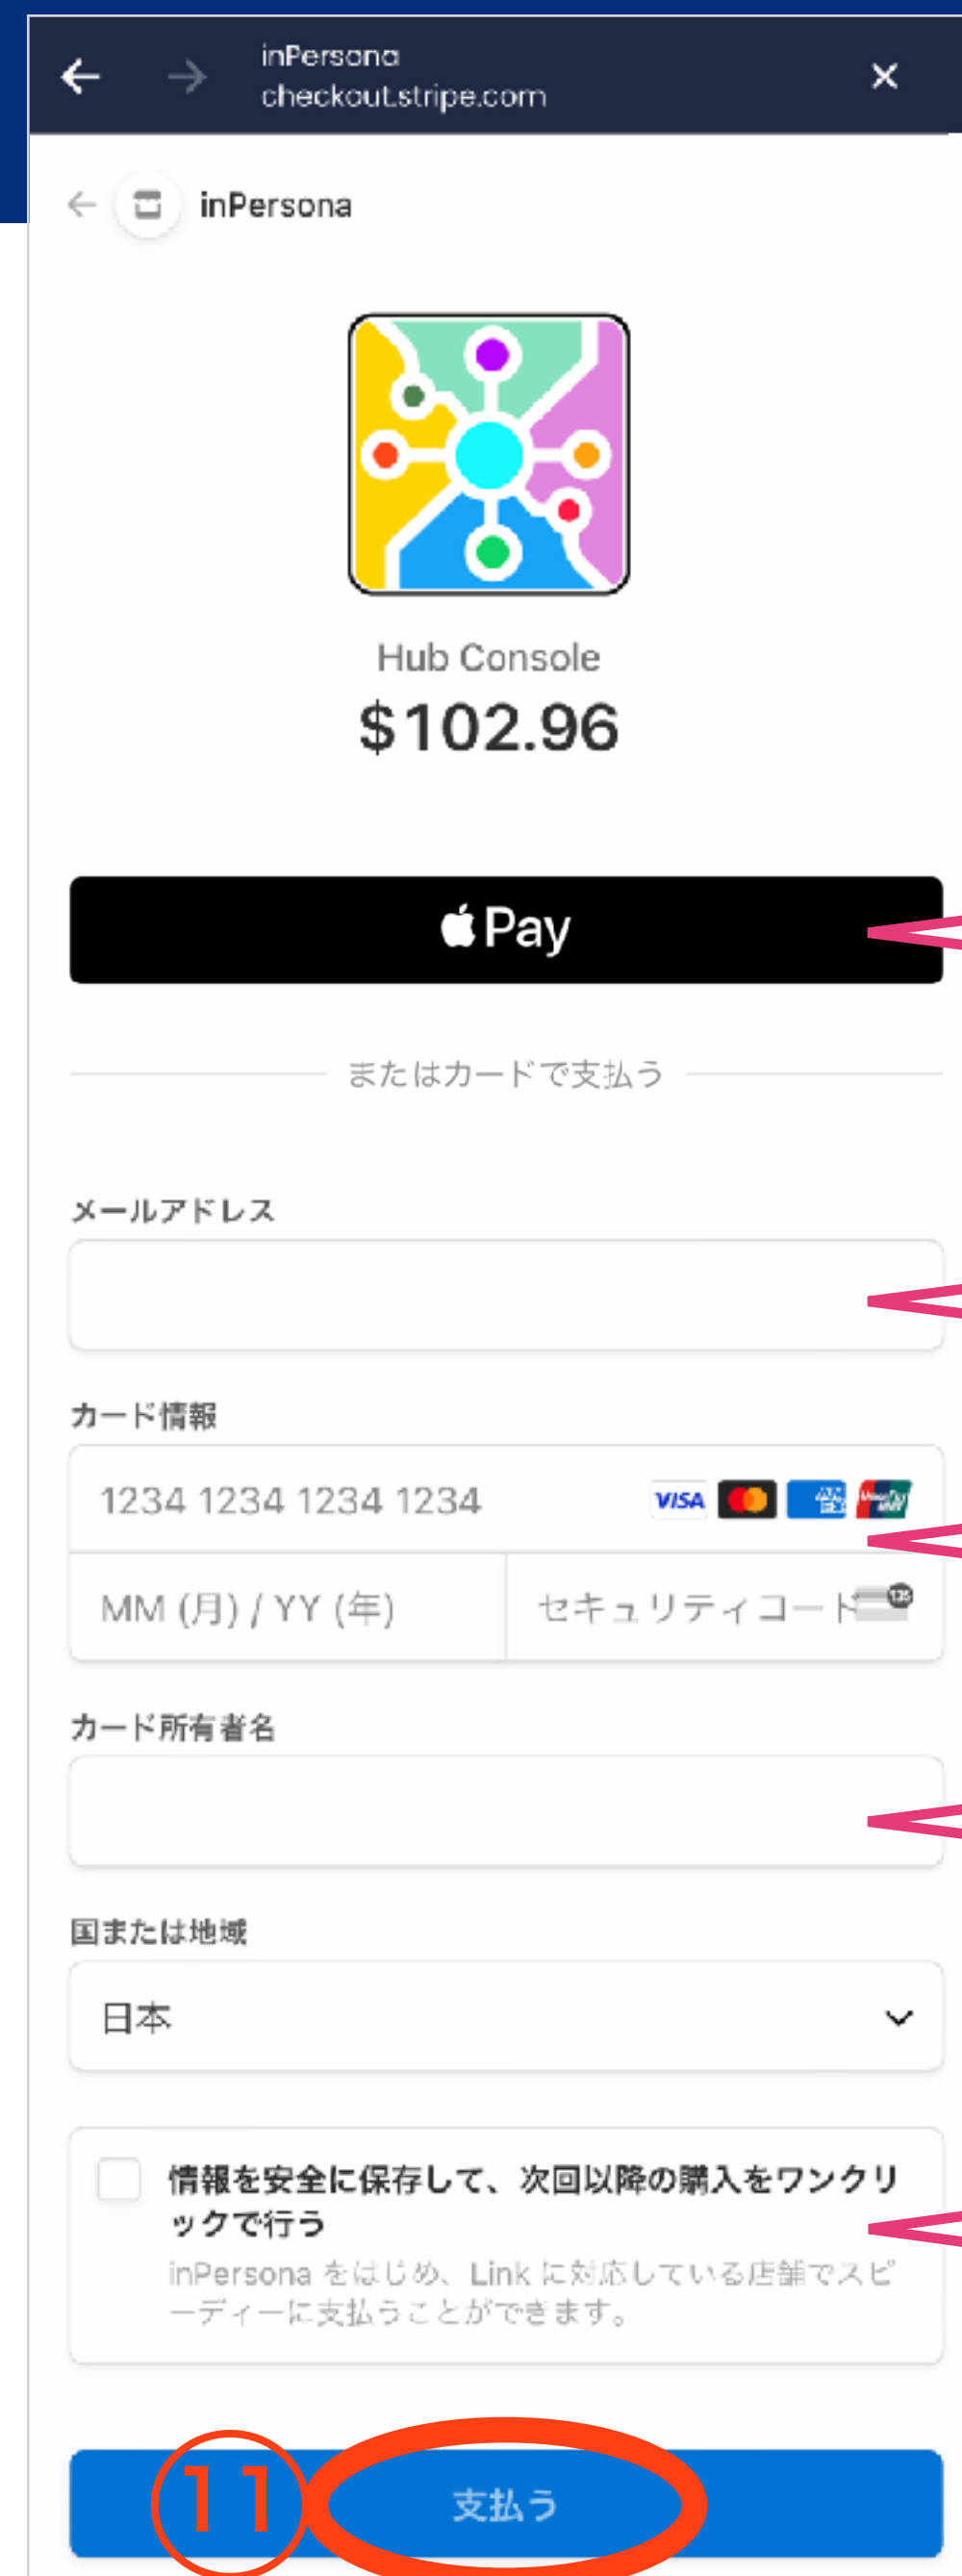 inPersona
checkout.stripe.com
inPersona
Hub Console
$102.96
Pay
またはカードで支払う
メールアドレス
カード情報
1234 1234 1234 1234
VISA
MM (月) / YY (年)
セキュリティコード
カード所有者名
国または地域
日本
情報を安全に保存して、次回以降の購入をワンクリ
ックで行う
inPersona をはじめ、Link に対応している店舗でスピ
ーディーに支払うことができます。
11
支払う